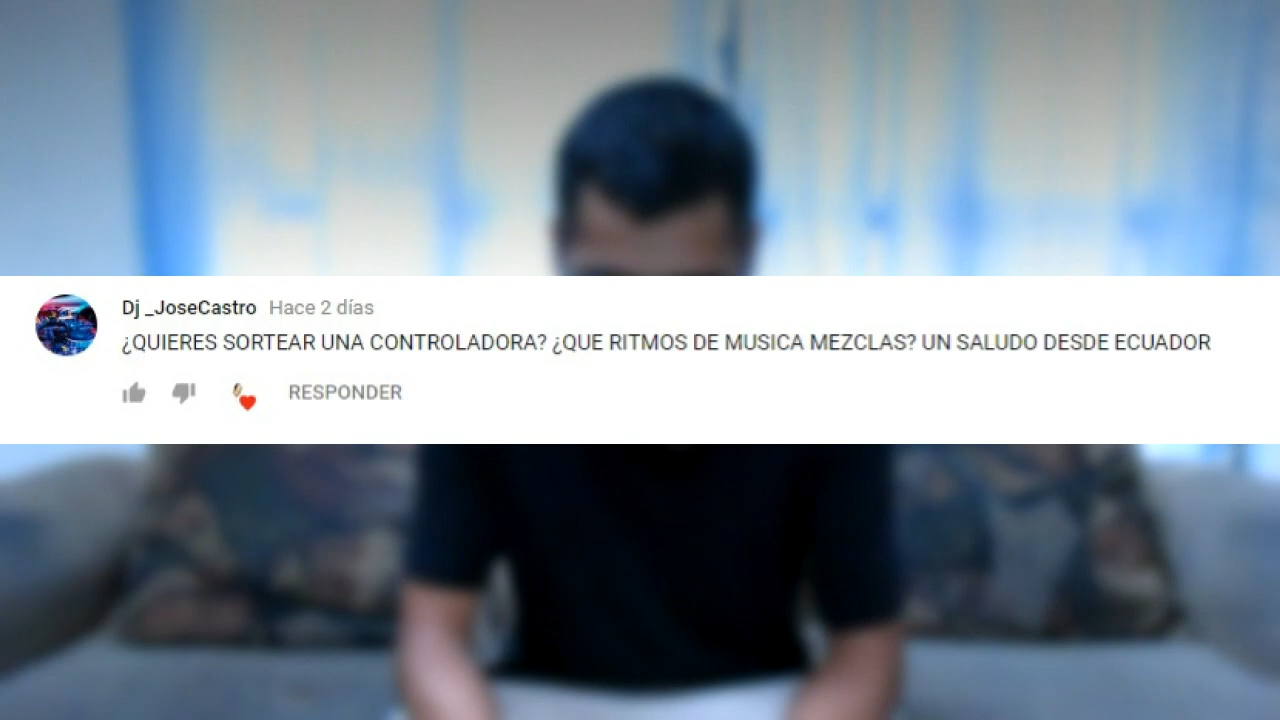 Dj _JoseCastro Hace 2 días
¿QUIERES SORTEAR UNA CONTROLADORA? ¿QUE RITMOS DE MUSICA MEZCLAS? UN SALUDO DESDE ECUADOR
RESPONDER